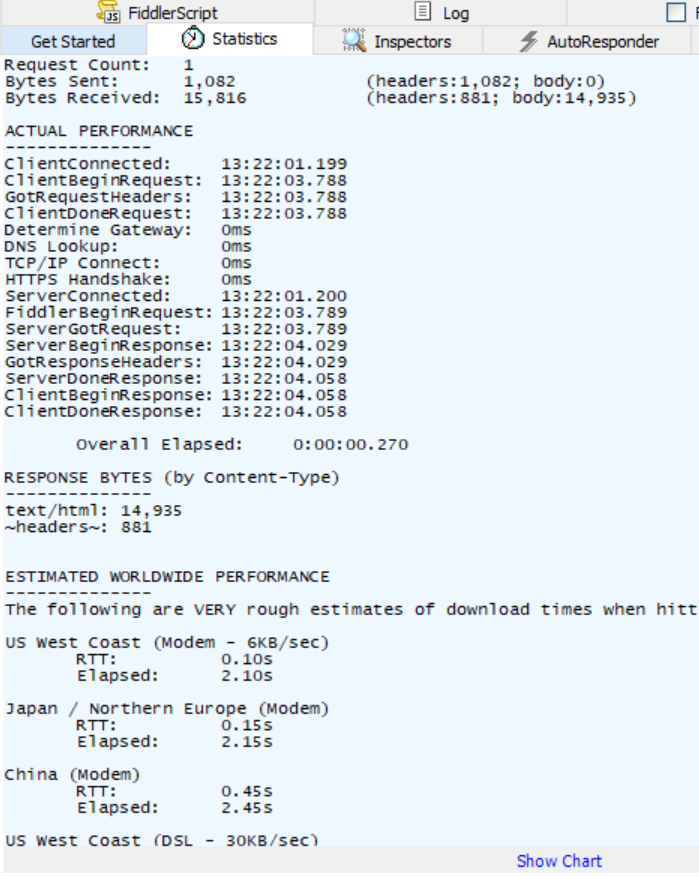 FiddlerScript Log F
Get Started Statistics Inspectors AutoResponder
Request Count: 1
Bytes Sent: 1,082 (headers:1,082; body:0)
Bytes Received: 15,816 (headers:881; body:14,935)
ACTUAL PERFORMANCE
--------------
ClientConnected: 13:22:01.199
ClientBeginRequest: 13:22:03.788
GotRequestHeaders: 13:22:03.788
ClientDoneRequest: 13:22:03.788
Determine Gateway: 0ms
DNS Lookup: 0ms
TCP/IP Connect: 0ms
HTTPS Handshake: 0ms
ServerConnected: 13:22:01.200
FiddlerBeginRequest: 13:22:03.789
ServerGotRequest: 13:22:03.789
ServerBeginResponse: 13:22:04.029
GotResponseHeaders: 13:22:04.029
ServerDoneResponse: 13:22:04.058
ClientBeginResponse: 13:22:04.058
ClientDoneResponse: 13:22:04.058
Overall Elapsed: 0:00:00.270
RESPONSE BYTES (by Content-Type)
--------------
text/html: 14,935
~headers~: 881
ESTIMATED WORLDWIDE PERFORMANCE
--------------
The following are VERY rough estimates of download times when hitt
US West Coast (Modem - 6KB/sec)
RTT: 0.10s
Elapsed: 2.10s
Japan / Northern Europe (Modem)
RTT: 0.15s
Elapsed: 2.15s
China (Modem)
RTT: 0.45s
Elapsed: 2.45s
US West Coast (DSL - 30KB/sec)
Show Chart